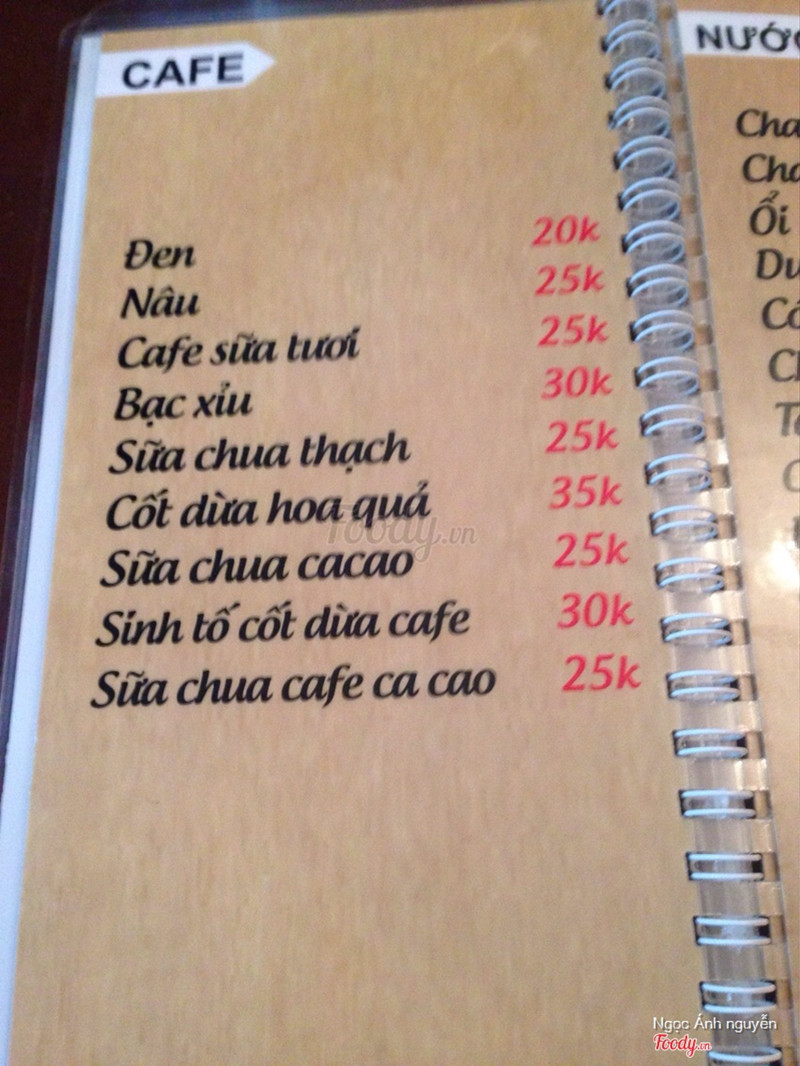 CAFE
Đen 20k
Nâu 25k
Cafe sữa tươi 25k
Bạc xỉu 30k
Sữa chua thạch 25k
Cốt dừa hoa quả 35k
Sữa chua cacao 25k
Sinh tố cốt dừa cafe 30k
Sữa chua cafe ca cao 25k
Foody.vn
Ổi
Ngọc Ánh nguyễn
Foody.vn